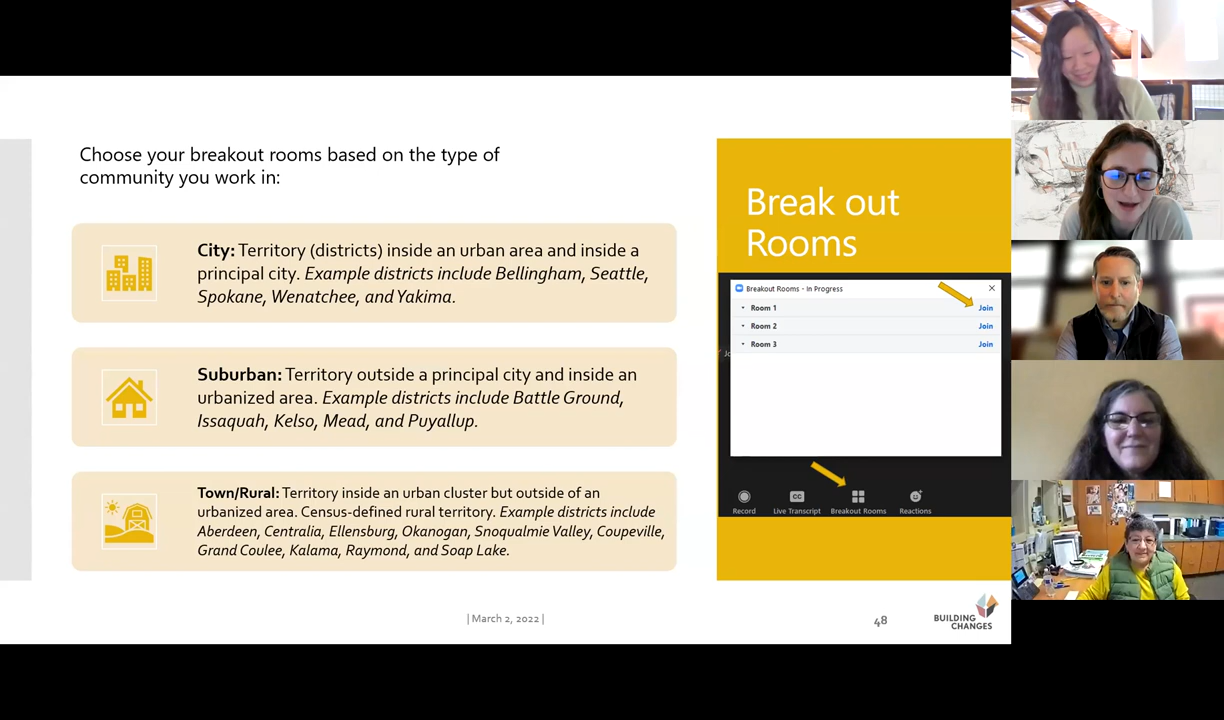 Choose your breakout rooms based on the type of
community you work in:
City: Territory (districts) inside an urban area and inside a
principal city. Example districts include Bellingham, Seattle,
Spokane, Wenatchee, and Yakima.
Suburban: Territory outside a principal city and inside an
urbanized area. Example districts include Battle Ground,
Issaquah, Kelso, Mead, and Puyallup.
Town/Rural: Territory inside an urban cluster but outside of an
urbanized area. Census-defined rural territory. Example districts include
Aberdeen, Centralia, Ellensburg, Okanogan, Snoqualmie Valley, Coupeville,
Grand Coulee, Kalama, Raymond, and Soap Lake.
Break out
Rooms
Breakout Rooms - In Progress
Room 1 Join
Room 2 Join
Room 3 Join
CC
Record Live Transcript Breakout Rooms Reactions
| March 2, 2022 |
48
BUILDING
CHANGES